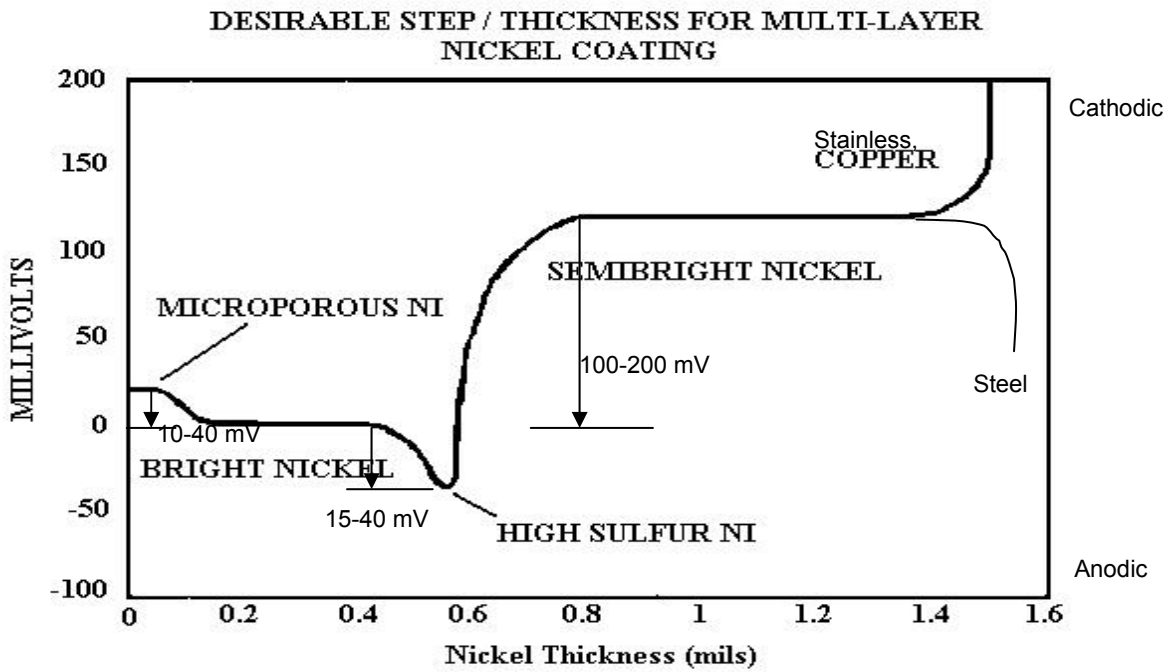 DESIRABLE STEP / THICKNESS FOR MULTI-LAYER
NICKEL COATING
200
Cathodic
Stainless,
COPPER
150
100
SEMIBRIGHT NICKEL
MICROPOROUS NI
MILLIVOLTS
50
100-200 mV
Steel
0
10-40 mV
BRIGHT NICKEL
-50
15-40 mV
HIGH SULFUR NI
Anodic
-100
0 0.2 0.4 0.6 0.8 1 1.2 1.4 1.6
Nickel Thickness (mils)